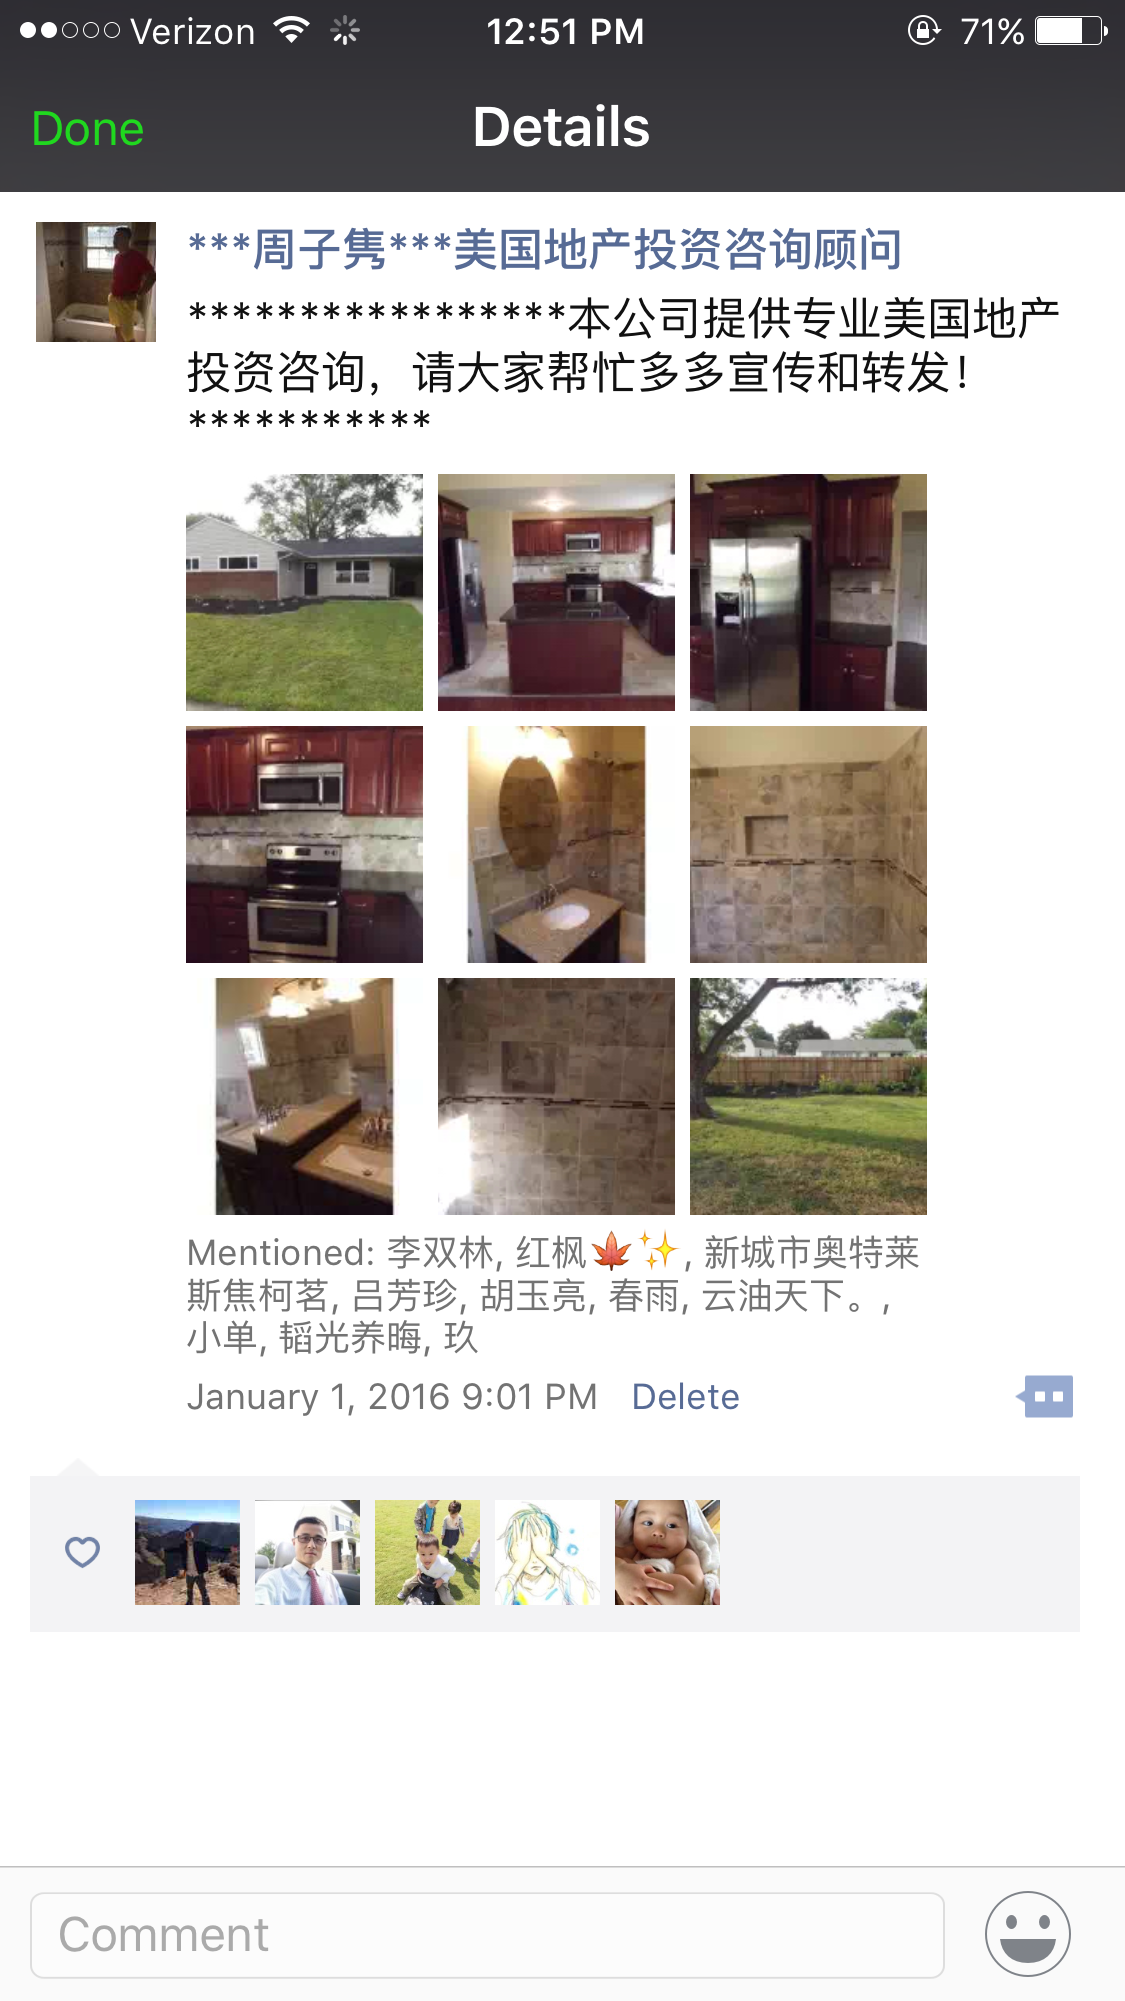 Verizon 12:51 PM 71%
Done Details
***周子隽***美国地产投资咨询顾问
*****************本公司提供专业美国地产
投资咨询，请大家帮忙多多宣传和转发！
***********
Mentioned: 李双林, 红枫🍁✨, 新城市奥特莱
斯焦柯茗, 吕芳珍, 胡玉亮, 春雨, 云油天下。,
小单, 韬光养晦, 玖
January 1, 2016 9:01 PM Delete
Comment